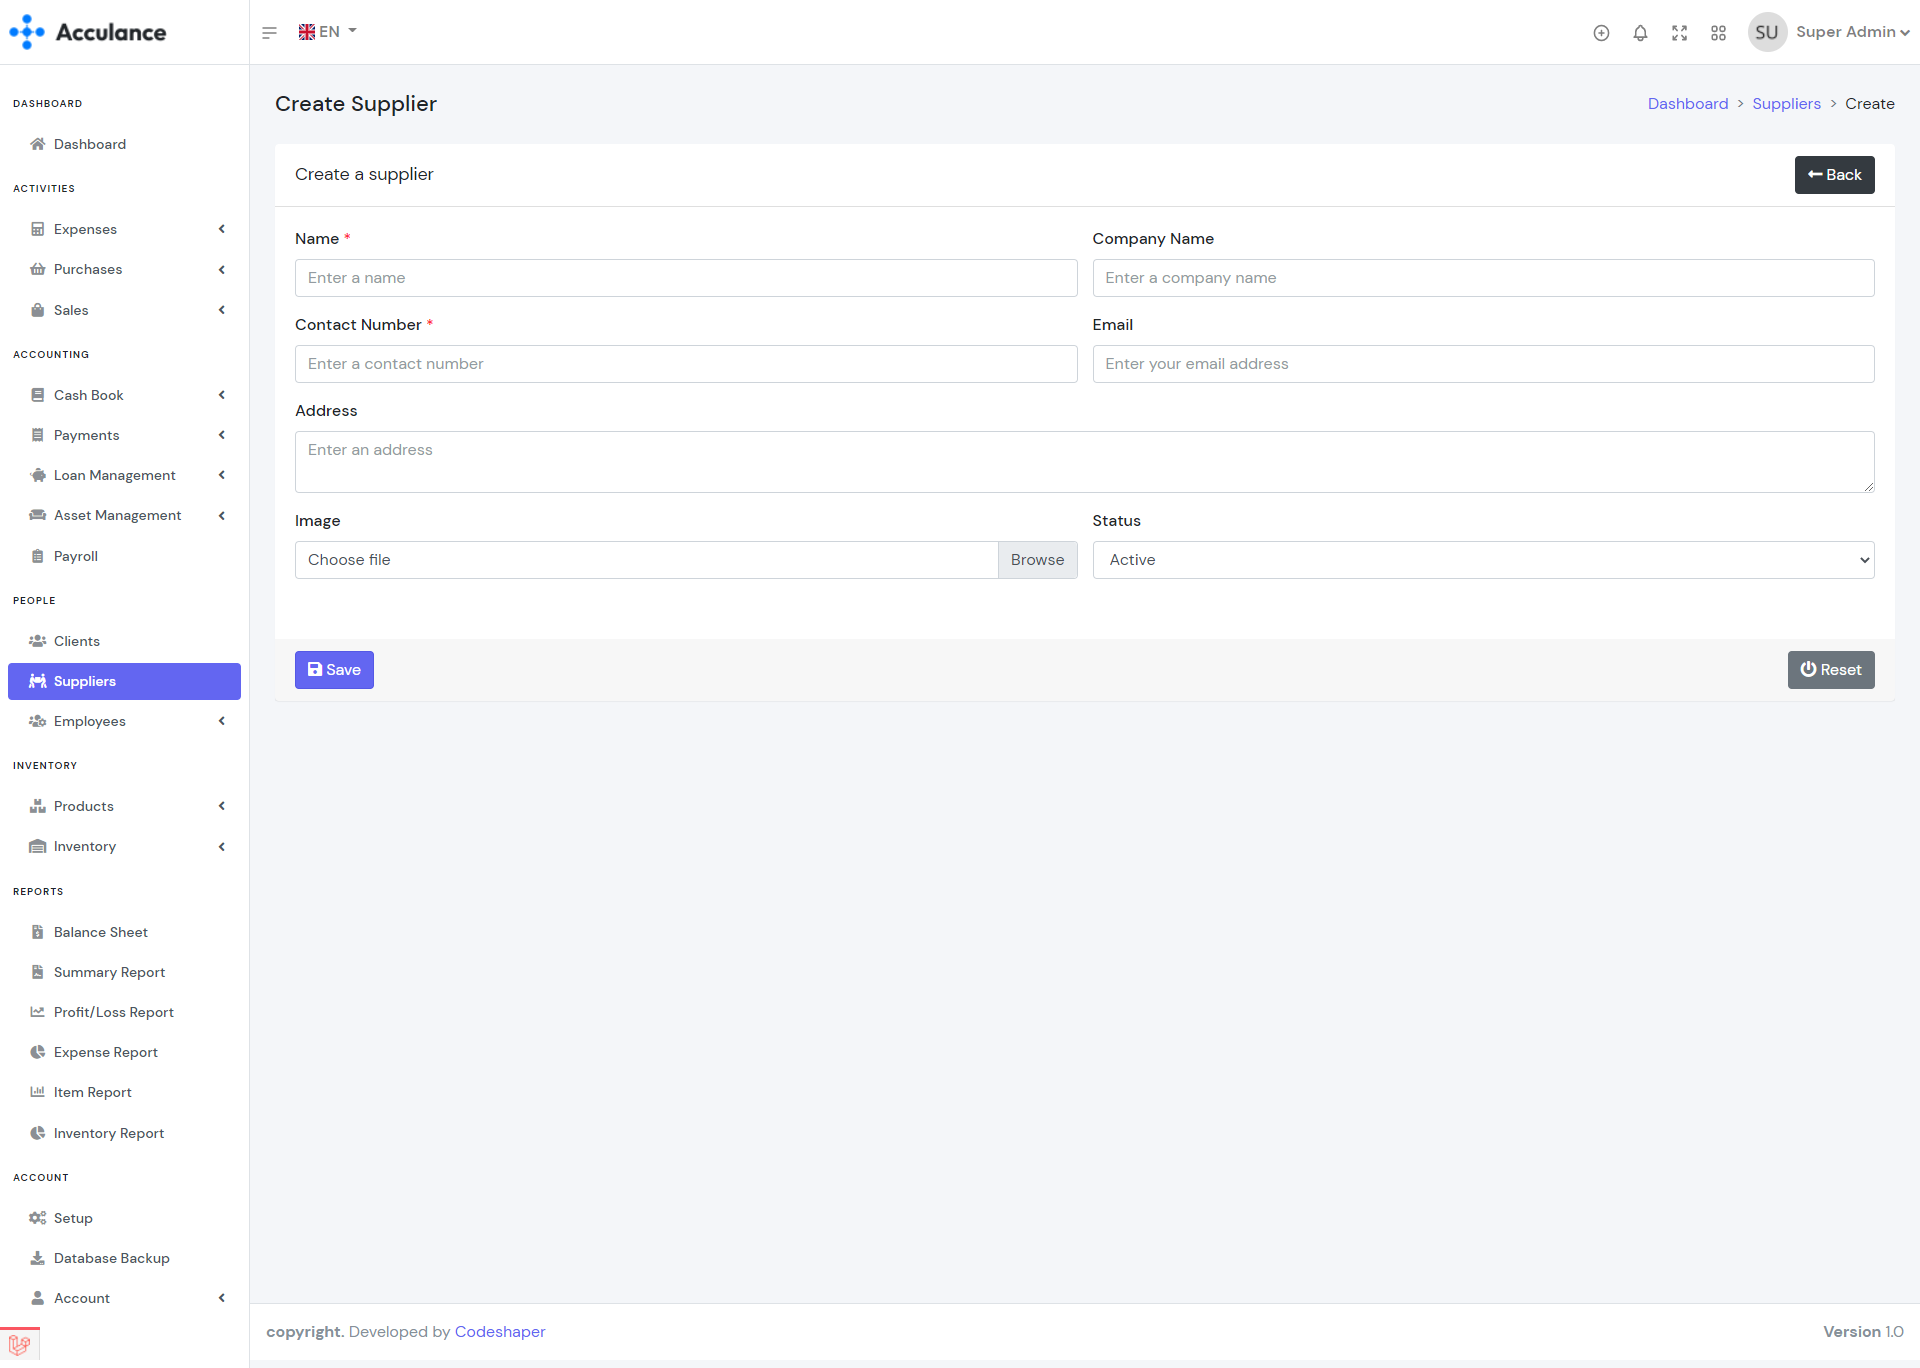 Acculance
EN
SU
Super Admin
DASHBOARD
Dashboard
ACTIVITIES
Expenses
Purchases
Sales
ACCOUNTING
Cash Book
Payments
Loan Management
Asset Management
Payroll
PEOPLE
Clients
Suppliers
Employees
INVENTORY
Products
Inventory
REPORTS
Balance Sheet
Summary Report
Profit/Loss Report
Expense Report
Item Report
Inventory Report
ACCOUNT
Setup
Database Backup
Account
Create Supplier
Dashboard > Suppliers > Create
Create a supplier
Back
Name *
Company Name
Enter a name
Enter a company name
Contact Number *
Email
Enter a contact number
Enter your email address
Address
Enter an address
Image
Status
Choose file
Browse
Active
Save
Reset
copyright. Developed by Codeshaper
Version 1.0